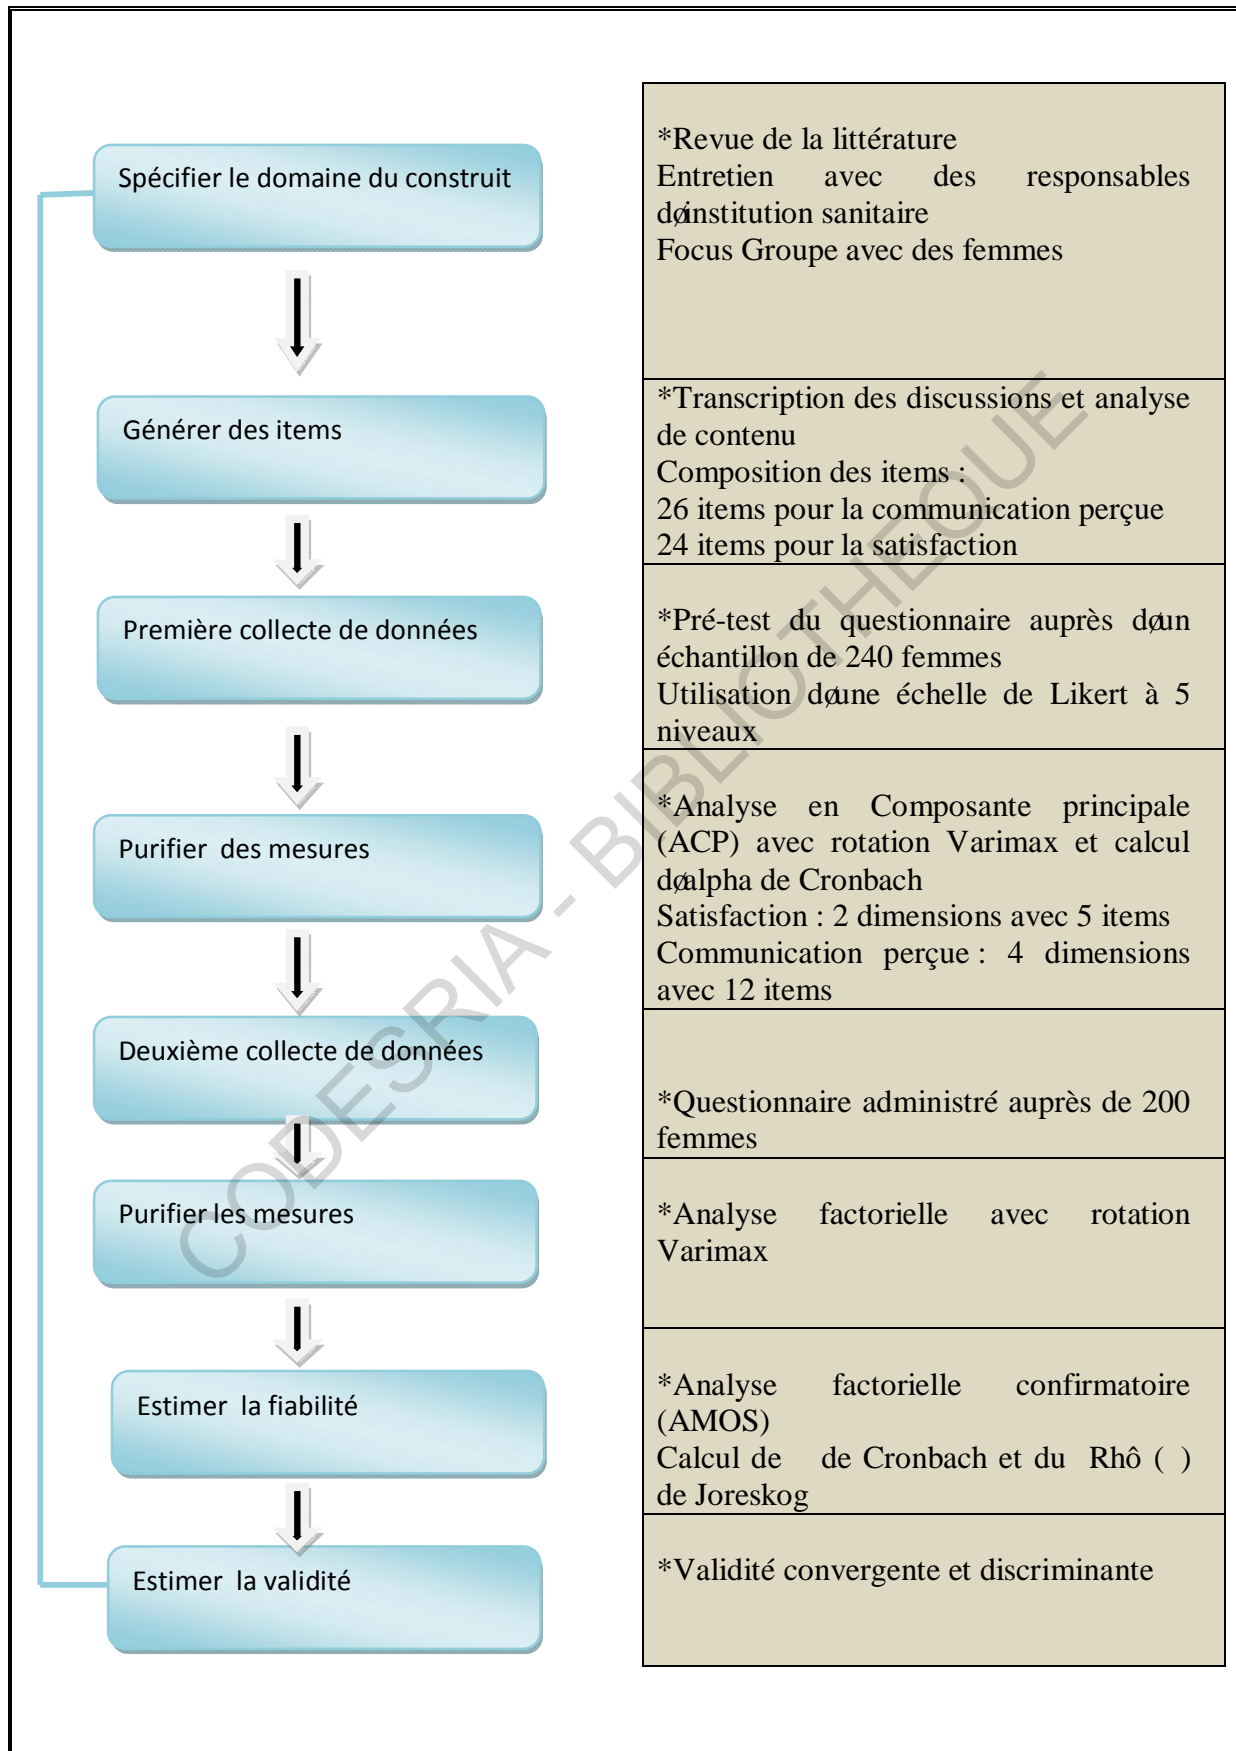 Spécifier le domaine du construit
*Revue de la littérature
Entretien avec des responsables
døinstitution sanitaire
Focus Groupe avec des femmes
Générer des items
*Transcription des discussions et analyse
de contenu
Composition des items :
26 items pour la communication perçue
24 items pour la satisfaction
Première collecte de données
*Pré-test du questionnaire auprès døun
échantillon de 240 femmes
Utilisation døune échelle de Likert à 5
niveaux
Purifier des mesures
*Analyse en Composante principale
(ACP) avec rotation Varimax et calcul
døalpha de Cronbach
Satisfaction : 2 dimensions avec 5 items
Communication perçue : 4 dimensions
avec 12 items
Deuxième collecte de données
*Questionnaire administré auprès de 200
femmes
Purifier les mesures
*Analyse factorielle avec rotation
Varimax
Estimer la fiabilité
*Analyse factorielle confirmatoire
(AMOS)
Calcul de de Cronbach et du Rhô ( )
de Joreskog
Estimer la validité
*Validité convergente et discriminante
CODESRIA - BIBLIOTHEQUE